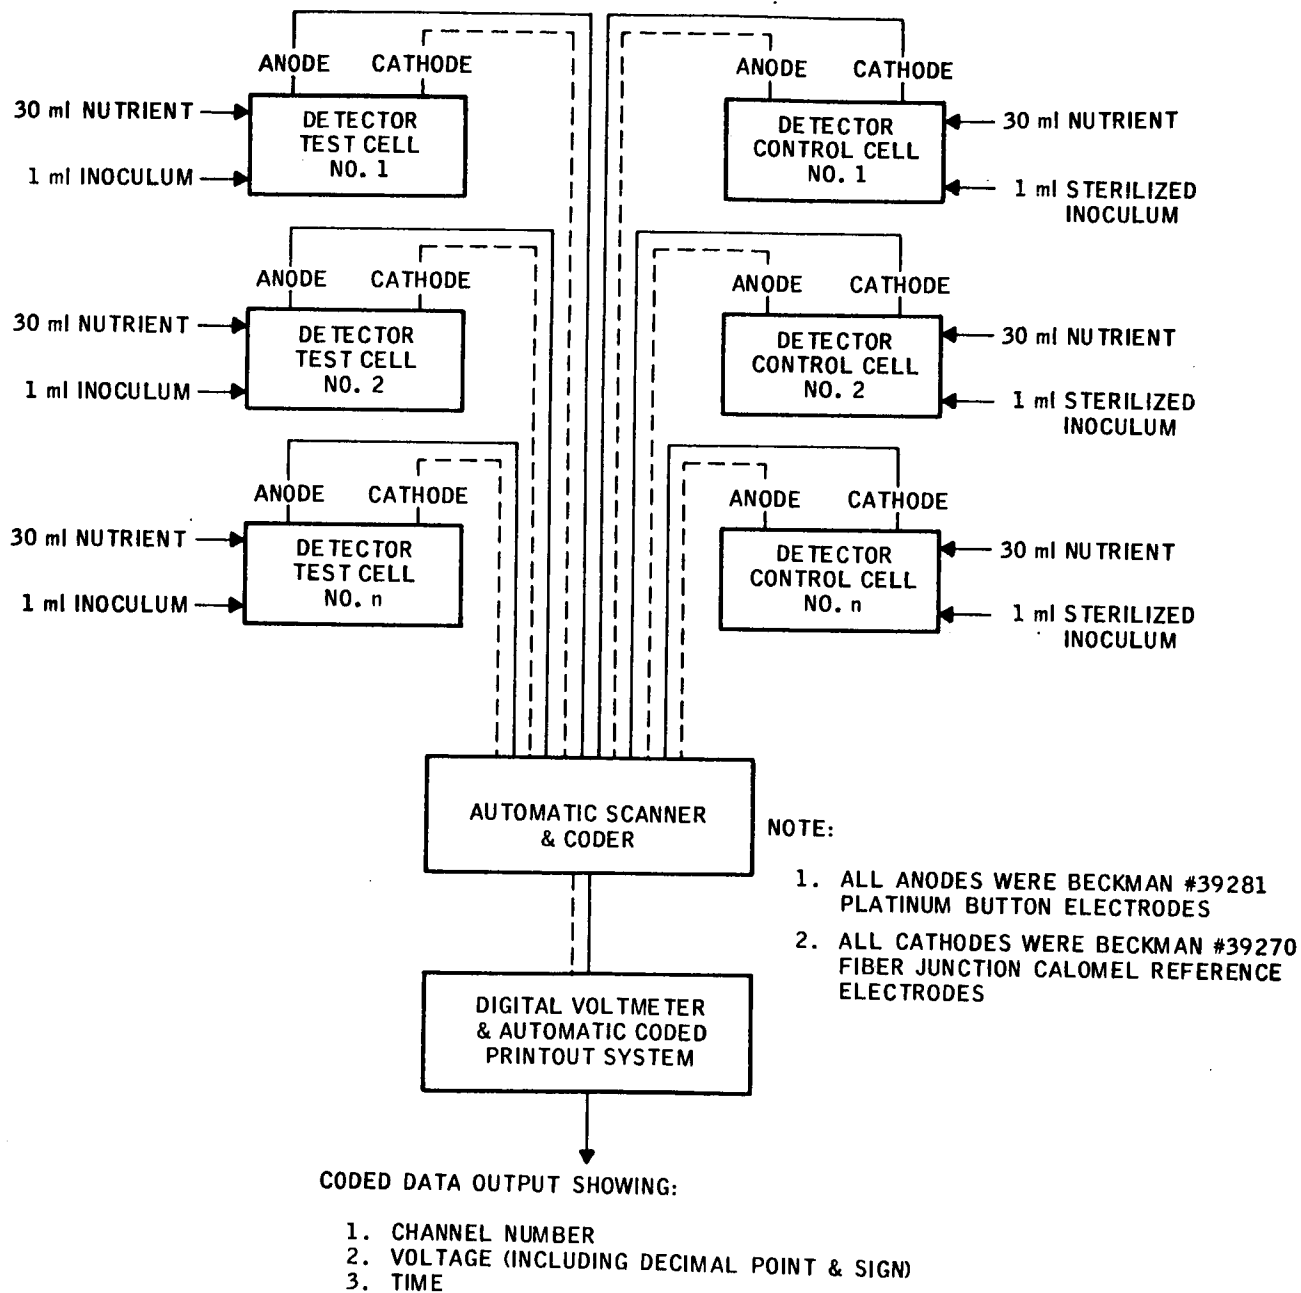 ANODE CATHODE
30 ml NUTRIENT
1 ml INOCULUM
DETECTOR
TEST CELL
NO. 1
ANODE CATHODE
DETECTOR
CONTROL CELL
NO. 1
30 ml NUTRIENT
1 ml STERILIZED
INOCULUM
ANODE CATHODE
30 ml NUTRIENT
1 ml INOCULUM
DETECTOR
TEST CELL
NO. 2
ANODE CATHODE
DETECTOR
CONTROL CELL
NO. 2
30 ml NUTRIENT
1 ml STERILIZED
INOCULUM
ANODE CATHODE
30 ml NUTRIENT
1 ml INOCULUM
DETECTOR
TEST CELL
NO. n
ANODE CATHODE
DETECTOR
CONTROL CELL
NO. n
30 ml NUTRIENT
1 ml STERILIZED
INOCULUM
AUTOMATIC SCANNER
& CODER
NOTE:
1. ALL ANODES WERE BECKMAN #39281
PLATINUM BUTTON ELECTRODES
2. ALL CATHODES WERE BECKMAN #39270
FIBER JUNCTION CALOMEL REFERENCE
ELECTRODES
DIGITAL VOLTMETER
& AUTOMATIC CODED
PRINTOUT SYSTEM
CODED DATA OUTPUT SHOWING:
1. CHANNEL NUMBER
2. VOLTAGE (INCLUDING DECIMAL POINT & SIGN)
3. TIME